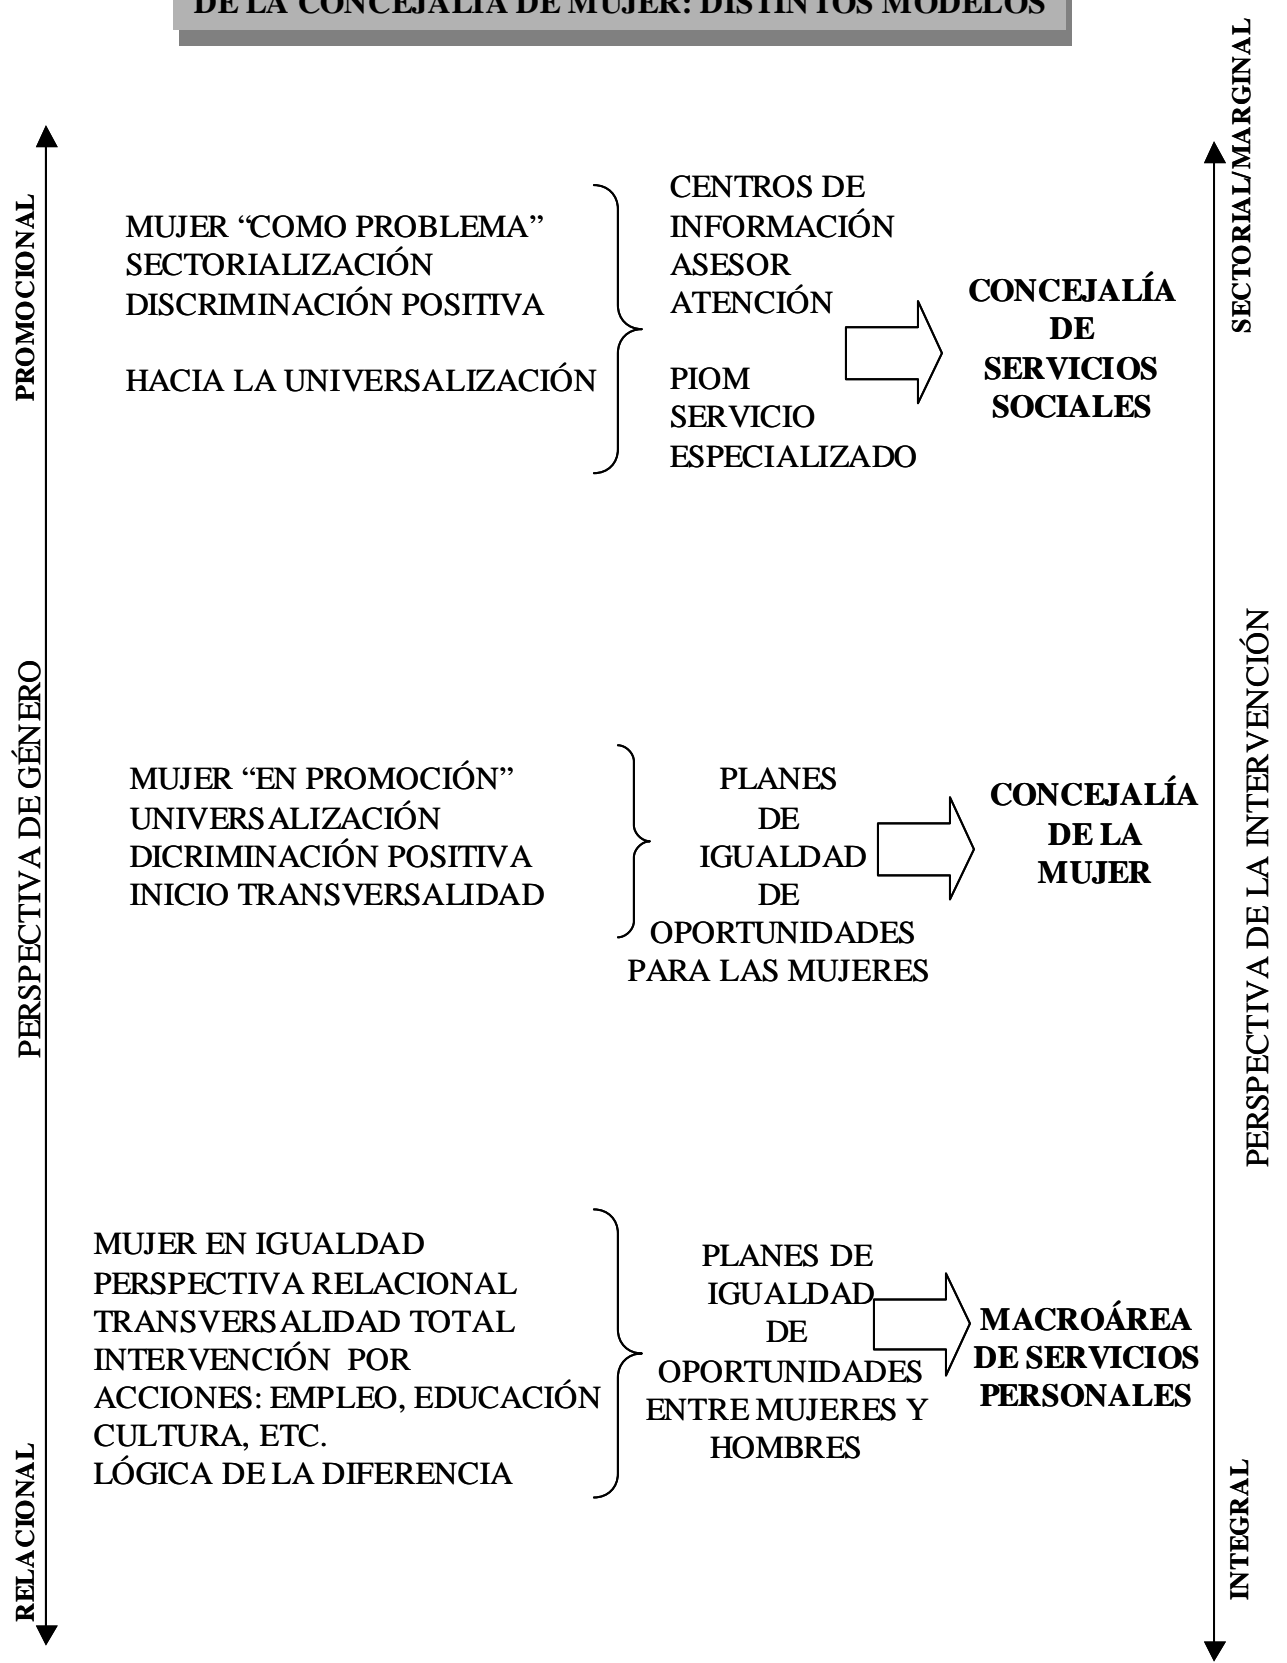 DE LA CONCEJALÍA DE MUJER: DISTINTOS MODELOS
SECTORIAL/MARGINAL
PROMOCIONAL
MUJER “COMO PROBLEMA”
SECTORIALIZACIÓN
DISCRIMINACIÓN POSITIVA
HACIA LA UNIVERSALIZACIÓN
CENTROS DE
INFORMACIÓN
ASESOR
ATENCIÓN
PIOM
SERVICIO
ESPECIALIZADO
CONCEJALÍA
DE
SERVICIOS
SOCIALES
PERSPECTIVA DE GÉNERO
MUJER “EN PROMOCIÓN”
UNIVERSALIZACIÓN
DICRIMINACIÓN POSITIVA
INICIO TRANSVERSALIDAD
PLANES
DE
IGUALDAD
DE
OPORTUNIDADES
PARA LAS MUJERES
CONCEJALÍA
DE LA
MUJER
PERSPECTIVA DE LA INTERVENCIÓN
MUJER EN IGUALDAD
PERSPECTIVA RELACIONAL
TRANSVERSALIDAD TOTAL
INTERVENCIÓN POR
ACCIONES: EMPLEO, EDUCACIÓN
CULTURA, ETC.
LÓGICA DE LA DIFERENCIA
PLANES DE
IGUALDAD
DE
OPORTUNIDADES
ENTRE MUJERES Y
HOMBRES
MACROÁREA
DE SERVICIOS
PERSONALES
RELACIONAL
INTEGRAL